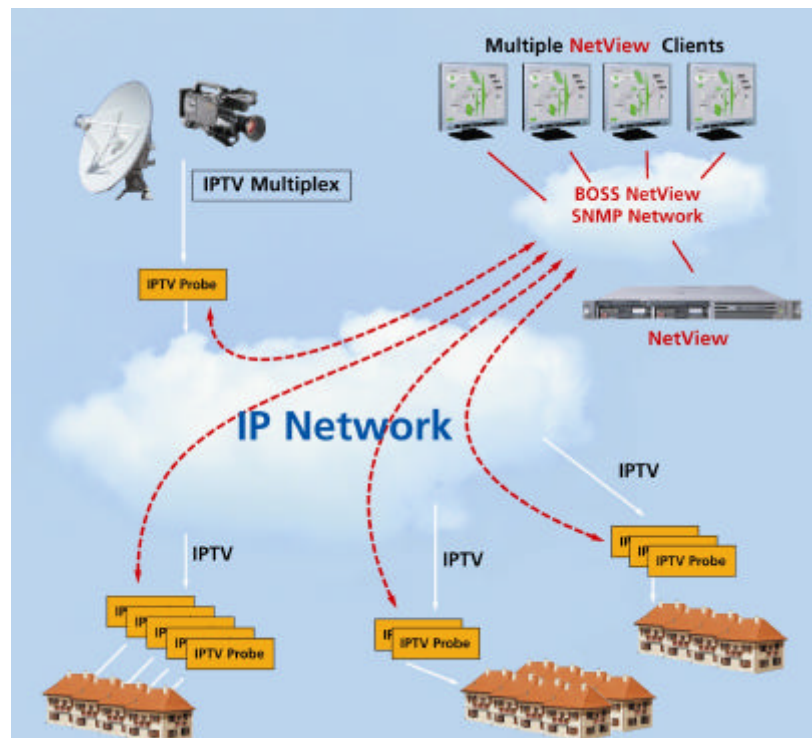 Multiple NetView Clients
IPTV Multiplex
BOSS NetView
SNMP Network
IPTV Probe
NetView
IP Network
IPTV
IPTV
IPTV
IPTV Probe
IPTV Probe
IPTV Probe